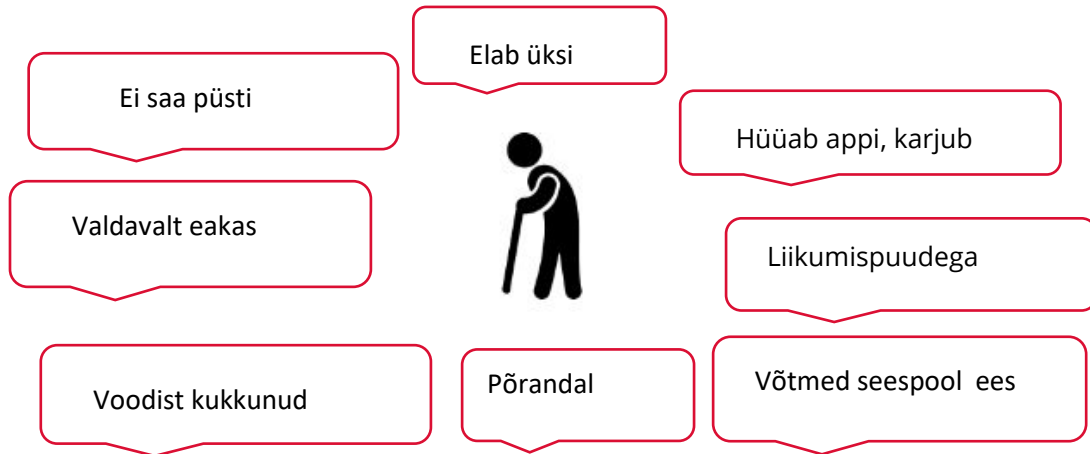 Elab üksi
Ei saa püsti
Hüüab appi, karjub
Valdavalt eakas
Liikumispuudega
Voodist kukkunud
Põrandal
Võtmed seespool ees